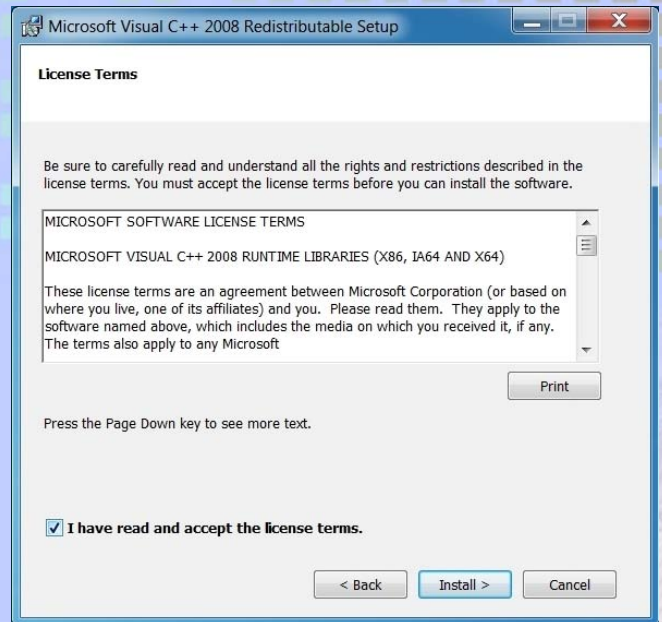 Microsoft Visual C++ 2008 Redistributable Setup
License Terms
Be sure to carefully read and understand all the rights and restrictions described in the
license terms. You must accept the license terms before you can install the software.
MICROSOFT SOFTWARE LICENSE TERMS
MICROSOFT VISUAL C++ 2008 RUNTIME LIBRARIES (X86, IA64 AND X64)
These license terms are an agreement between Microsoft Corporation (or based on
where you live, one of its affiliates) and you.  Please read them.  They apply to the
software named above, which includes the media on which you received it, if any.
The terms also apply to any Microsoft
Print
Press the Page Down key to see more text.
I have read and accept the license terms.
< Back
Install >
Cancel